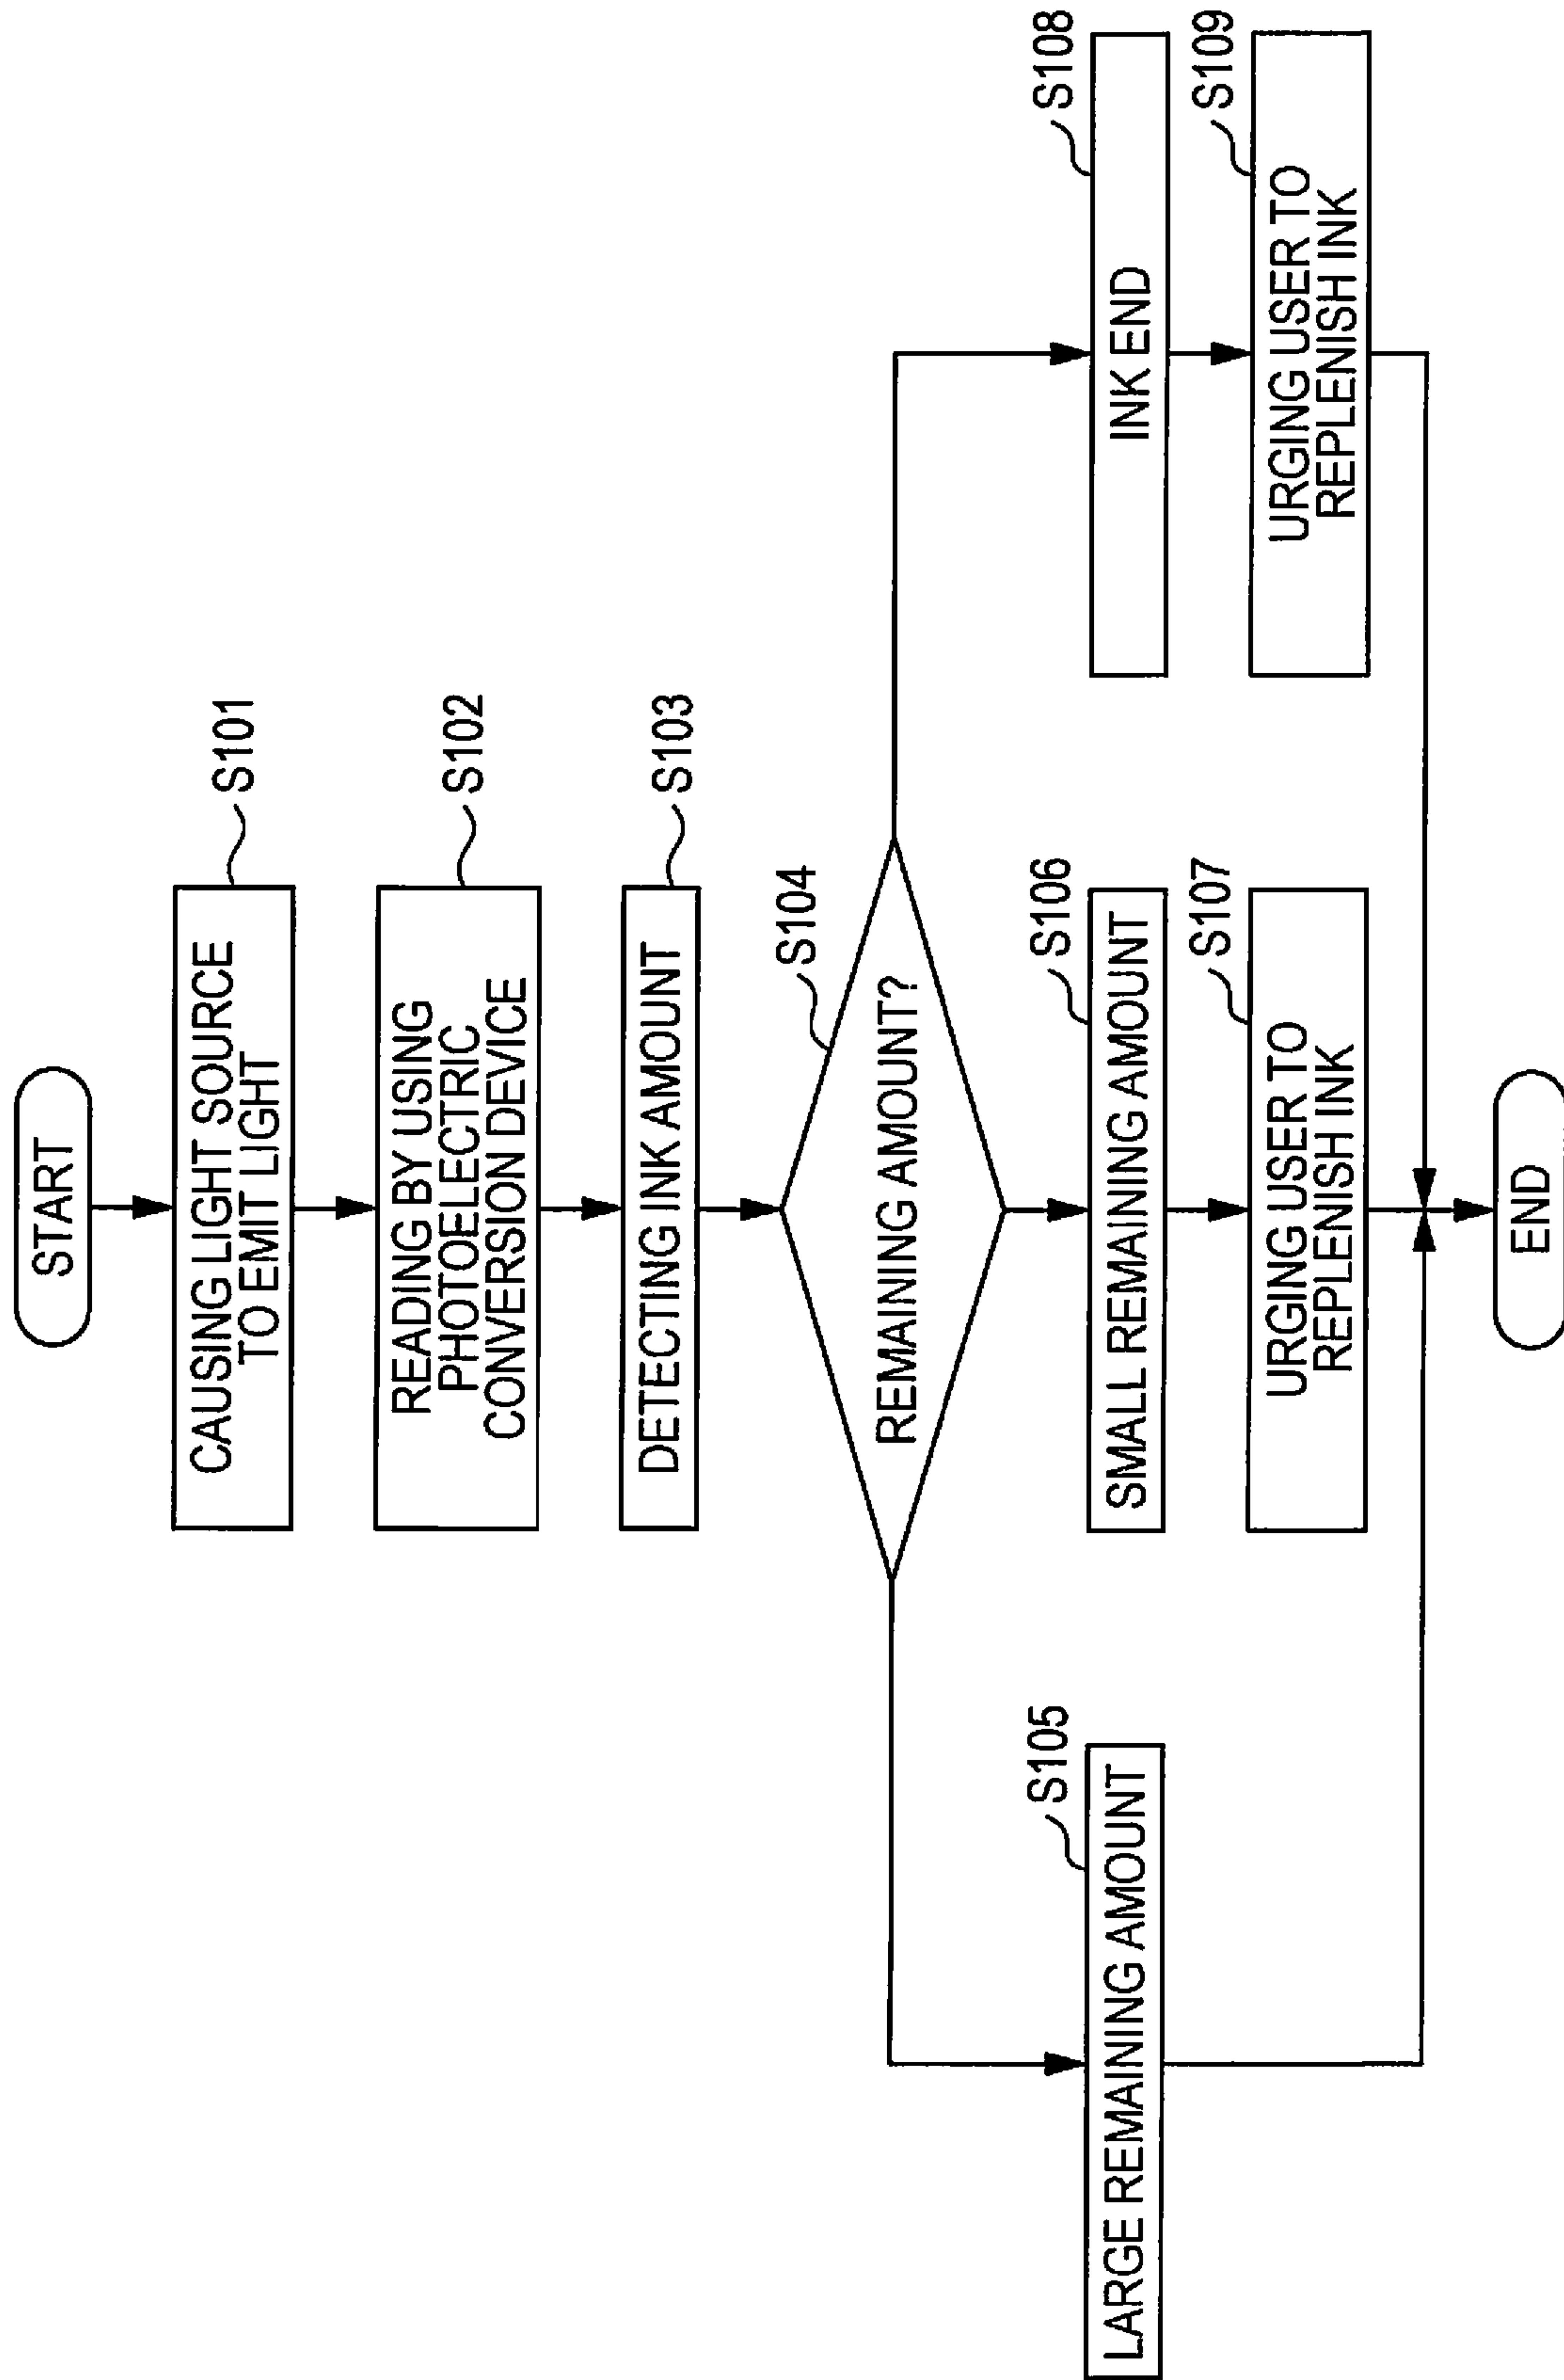 START
S101
CAUSING LIGHT SOURCE
TO EMIT LIGHT
S102
READING BY USING
PHOTOELECTRIC
CONVERSION DEVICE
S103
DETECTING INK AMOUNT
S104
REMAINING AMOUNT?
S105
LARGE REMAINING AMOUNT
S106
SMALL REMAINING AMOUNT
S107
URGING USER TO
REPLENISH INK
S108
INK END
S109
URGING USER TO
REPLENISH INK
END